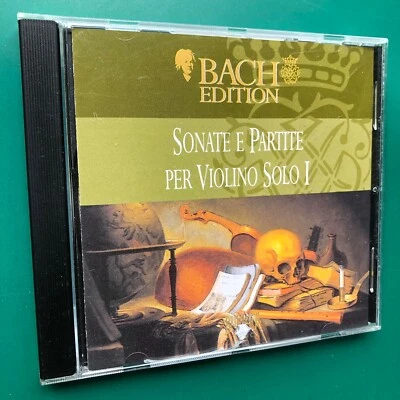 BACH
EDITION
SONATE E PARTITE
PER VIOLINO SOLO I